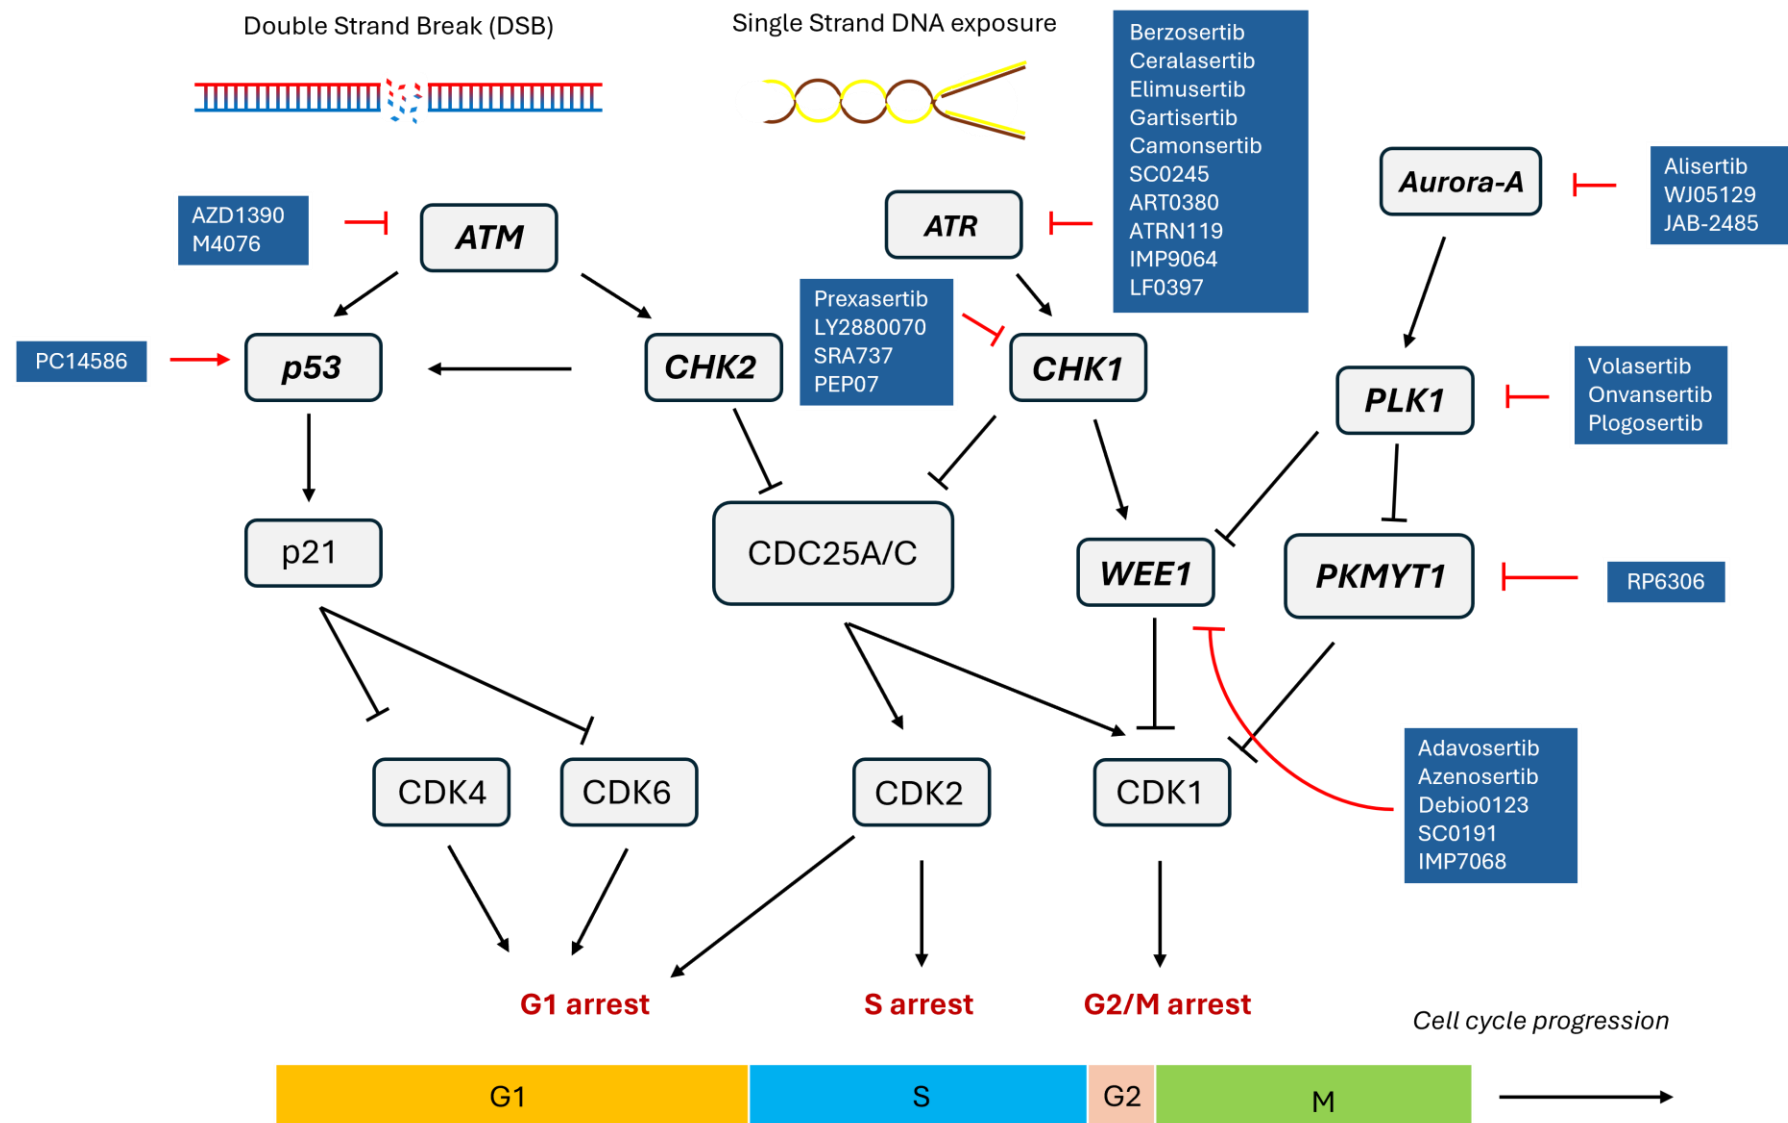 Double Strand Break (DSB)
Single Strand DNA exposure
Berzosertib
Ceralasertib
Elimusertib
Gartisertib
Camonsertib
SC0245
ART0380
ATRN119
IMP9064
LF0397
Aurora-A
Alisertib
WJ05129
JAB-2485
AZD1390
M4076
ATM
ATR
Prexasertib
LY2880070
SRA737
PEP07
PC14586
p53
CHK2
CHK1
PLK1
Volasertib
Onvansertib
Plogosertib
p21
CDC25A/C
WEE1
PKMYT1
RP6306
CDK4
CDK6
CDK2
CDK1
Adavosertib
Azenosertib
Debio0123
SC0191
IMP7068
G1 arrest
S arrest
G2/M arrest
Cell cycle progression
G1
S
G2
M